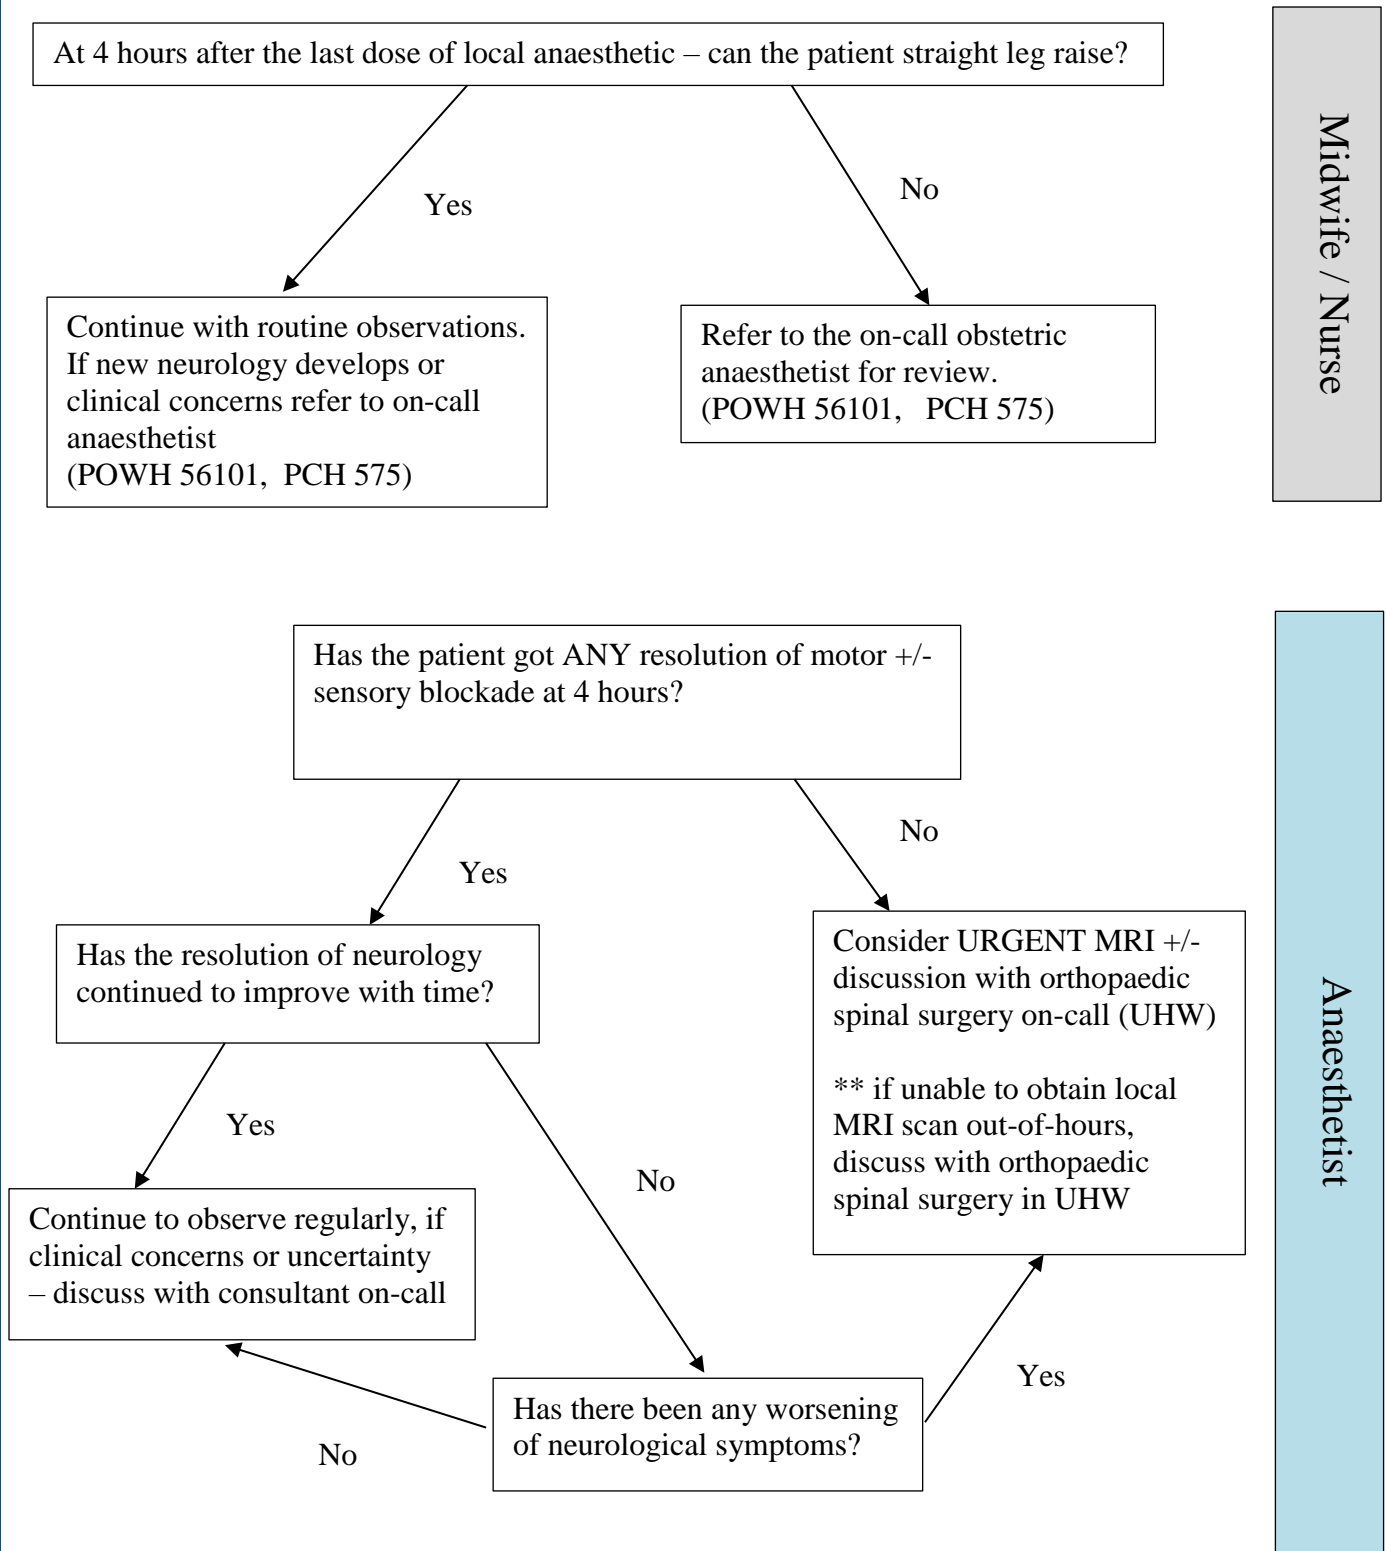 At 4 hours after the last dose of local anaesthetic – can the patient straight leg raise?
Midwife / Nurse
Yes
No
Continue with routine observations.
If new neurology develops or
clinical concerns refer to on-call
anaesthetist
(POWH 56101, PCH 575)
Refer to the on-call obstetric
anaesthetist for review.
(POWH 56101, PCH 575)
Has the patient got ANY resolution of motor +/-
sensory blockade at 4 hours?
Anaesthetist
Yes
No
Has the resolution of neurology
continued to improve with time?
Consider URGENT MRI +/-
discussion with orthopaedic
spinal surgery on-call (UHW)
** if unable to obtain local
MRI scan out-of-hours,
discuss with orthopaedic
spinal surgery in UHW
Yes
No
Continue to observe regularly, if
clinical concerns or uncertainty
– discuss with consultant on-call
Has there been any worsening
of neurological symptoms?
No
Yes